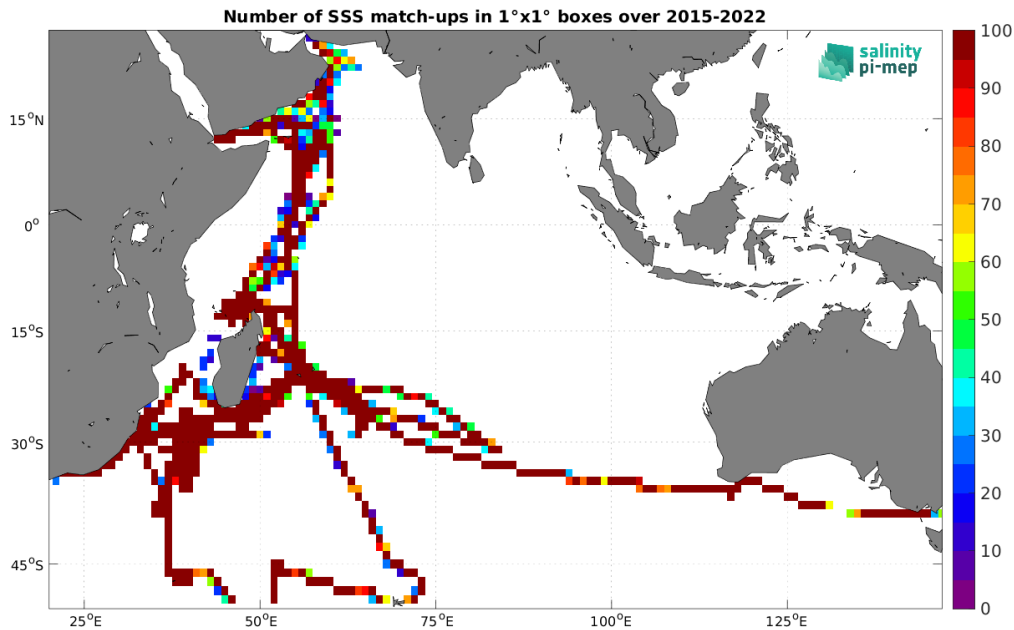 Number of SSS match-ups in 1°x1° boxes over 2015-2022
salinity
pi-mep
100
90
80
70
60
50
40
30
20
10
0
15°N
0°
15°S
30°S
45°S
25°E
50°E
75°E
100°E
125°E